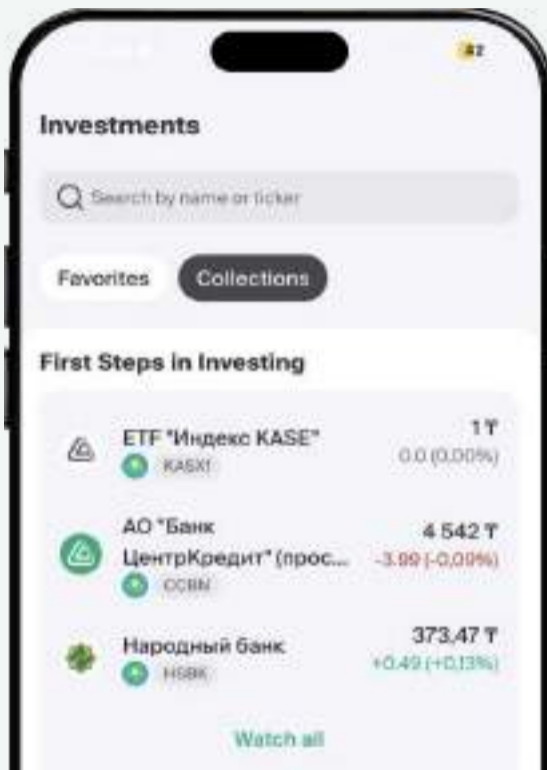 42
Investments
Search by name or ticker
Favorites
Collections
First Steps in Investing
ETF "Индекс KASE"
1 ₸
KASXf
0.0 (0,00%)
АО "Банк
4 542 ₸
ЦентрКредит" (прос...
-3.99 (-0,09%)
CCBN
Народный банк
373,47 ₸
HSBK
+0.49 (+0,13%)
Watch all